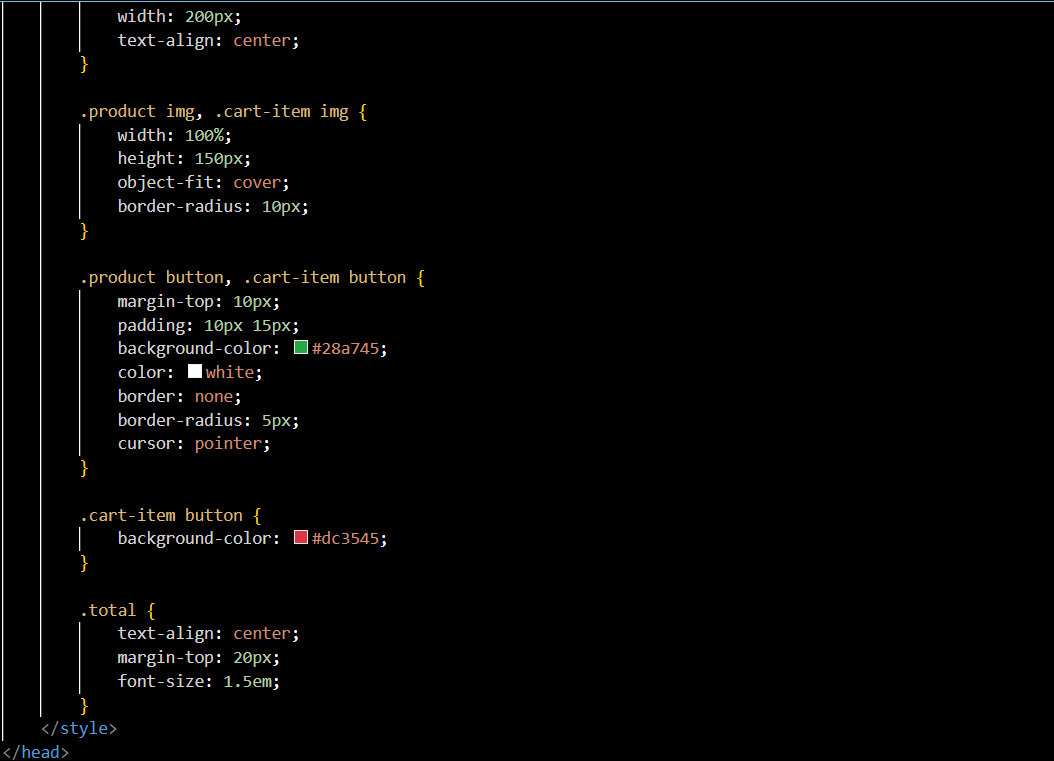 width: 200px;
text-align: center;
}
.product img, .cart-item img {
width: 100%;
height: 150px;
object-fit: cover;
border-radius: 10px;
}
.product button, .cart-item button {
margin-top: 10px;
padding: 10px 15px;
background-color: #28a745;
color: white;
border: none;
border-radius: 5px;
cursor: pointer;
}
.cart-item button {
background-color: #dc3545;
}
.total {
text-align: center;
margin-top: 20px;
font-size: 1.5em;
}
</style>
</head>